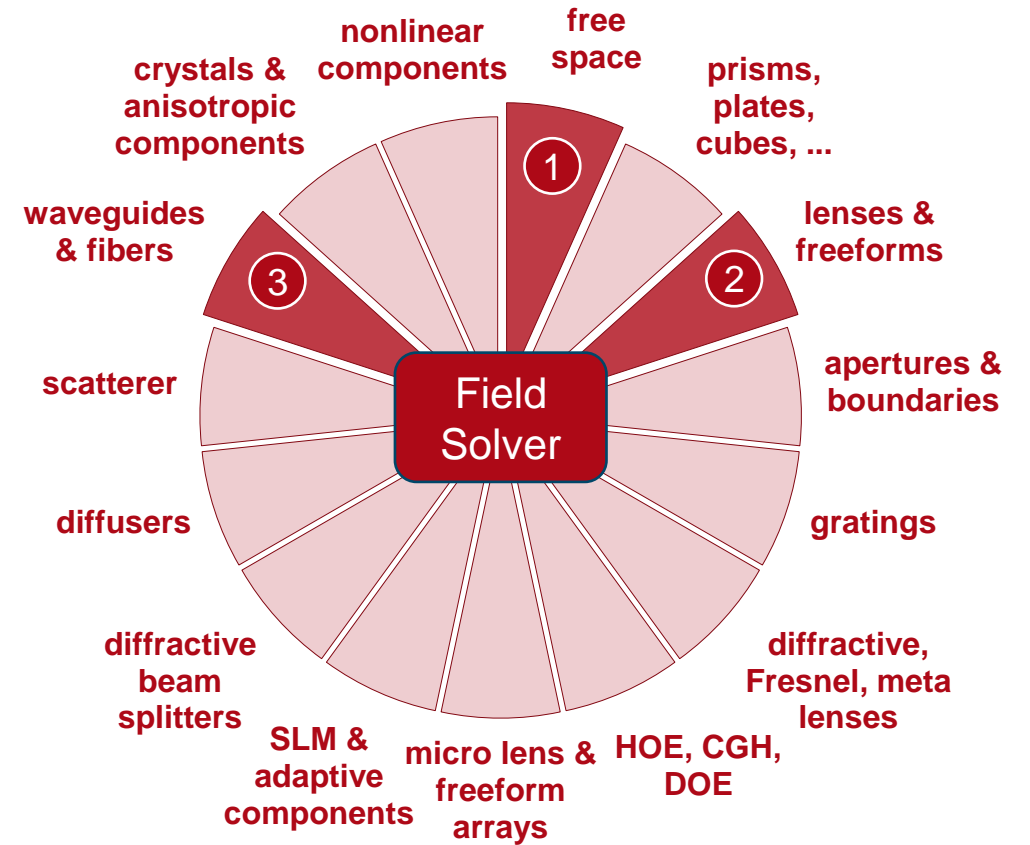 free
space
1
prisms,
plates,
cubes, ...
lenses &
freeforms
2
apertures &
boundaries
gratings
diffractive,
Fresnel, meta
lenses
HOE, CGH,
DOE
micro lens &
freeform
arrays
SLM &
adaptive
components
diffractive
beam
splitters
diffusers
scatterer
waveguides
& fibers
3
crystals &
anisotropic
components
nonlinear
components
Field
Solver